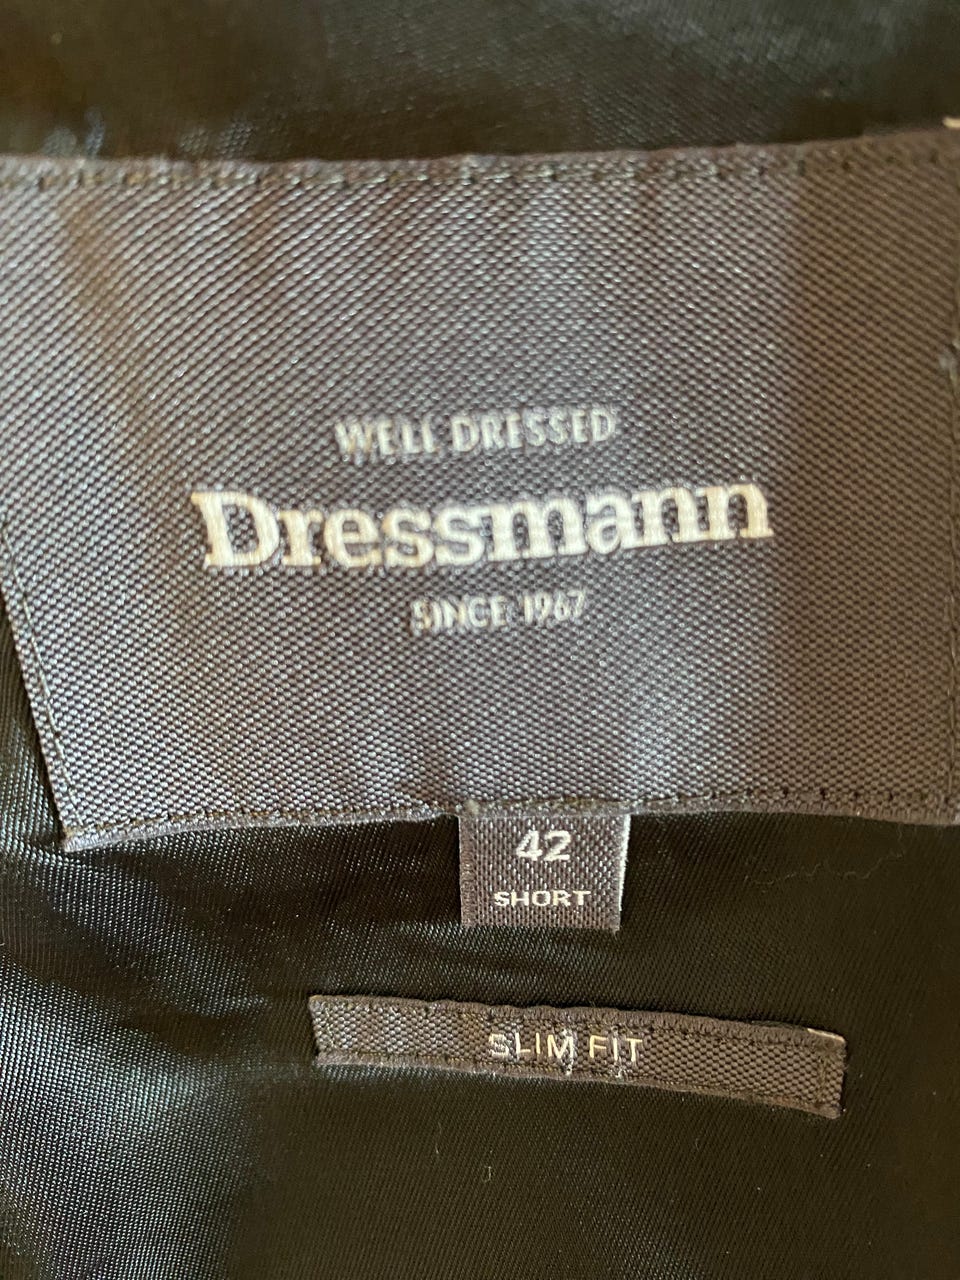 WELL DRESSED
Dressmann
SINCE 1967
42
SHORT
SLIM FIT